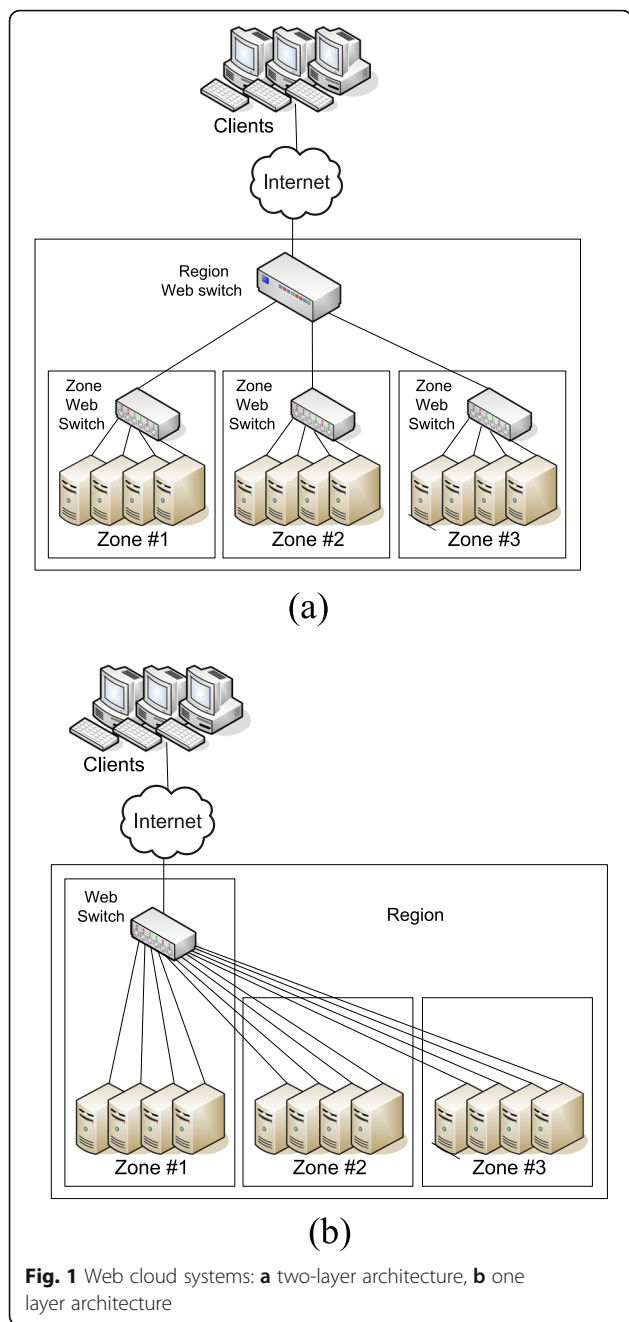 Clients
Internet
Region
Web switch
Zone
Web
Switch
Zone
Web
Switch
Zone
Web
Switch
Zone #1
Zone #2
Zone #3
(a)
Clients
Internet
Web
Switch
Region
Zone #1
Zone #2
Zone #3
(b)
Fig. 1 Web cloud systems: a two-layer architecture, b one
layer architecture